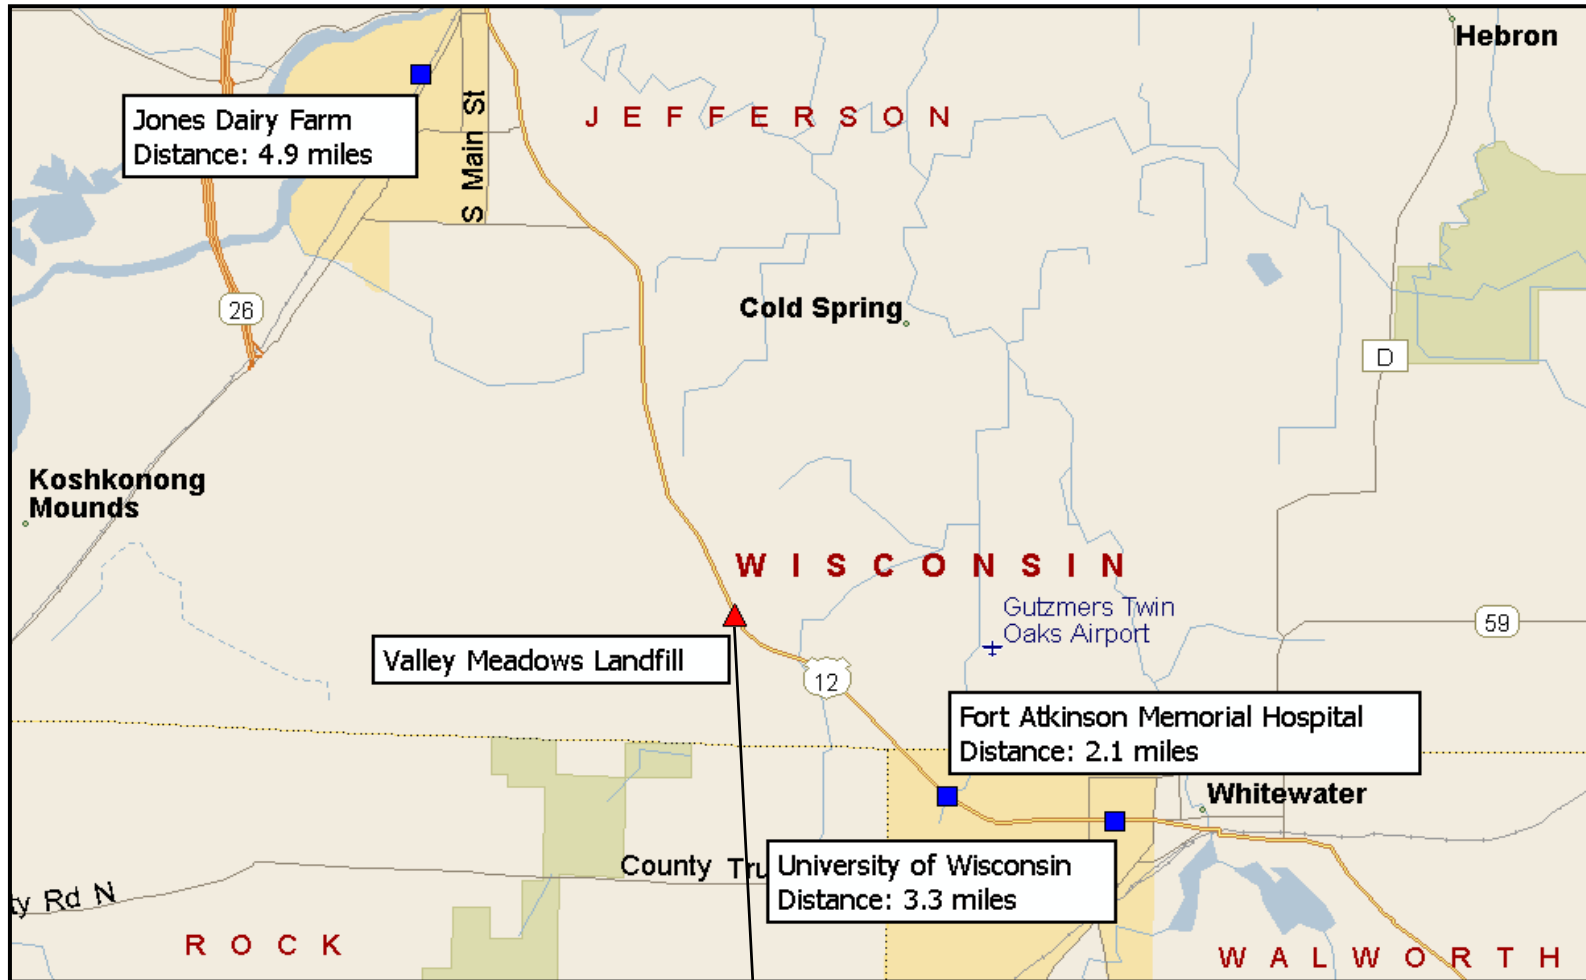 Hebron
Jones Dairy Farm
Distance: 4.9 miles
S Main St
J E F F E R S O N
26
Cold Spring
D
Koshkonong
Mounds
W I S C O N S I N
Gutzmers Twin
Oaks Airport
59
Valley Meadows Landfill
12
Fort Atkinson Memorial Hospital
Distance: 2.1 miles
Whitewater
County Tru
University of Wisconsin
Distance: 3.3 miles
ty Rd N
R O C K
W A L W O R T H